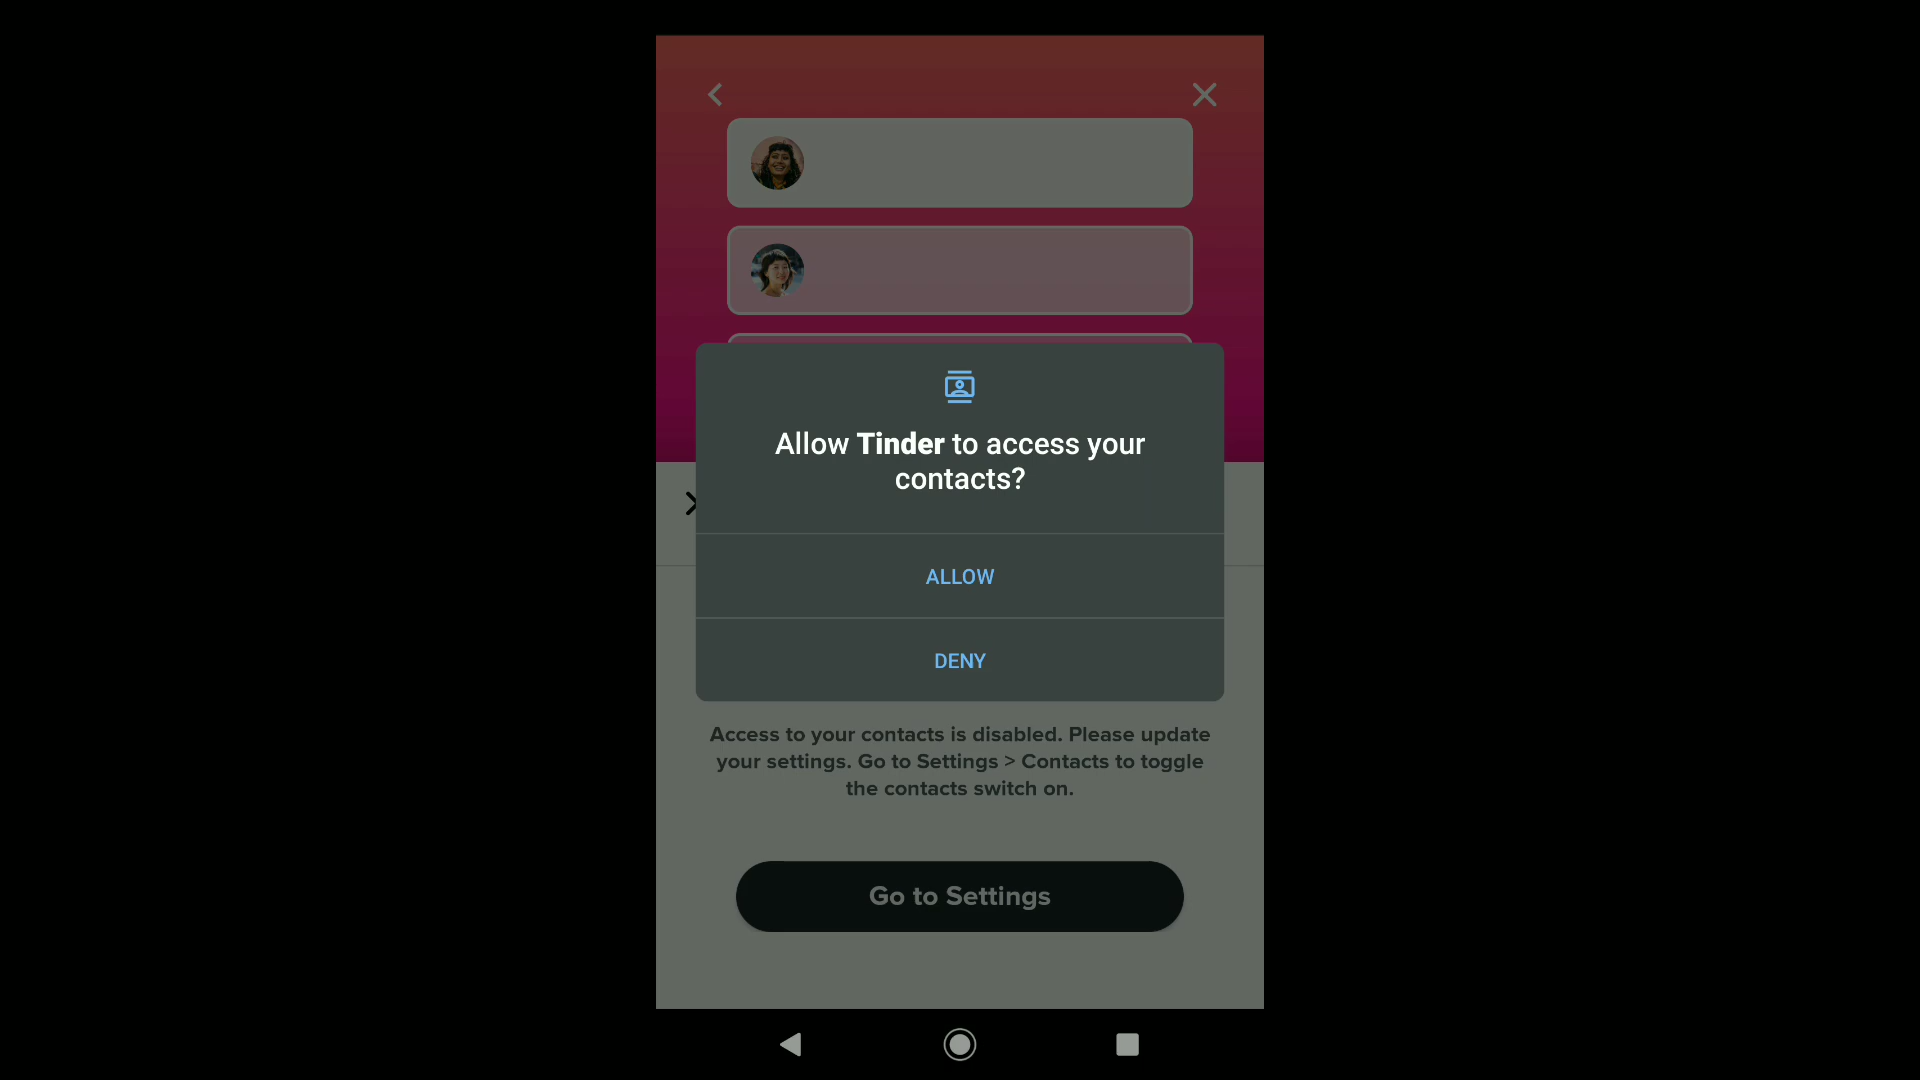 Allow Tinder to access your
contacts?
ALLOW
DENY
Access to your contacts is disabled. Please update
your settings. Go to Settings > Contacts to toggle
the contacts switch on.
Go to Settings